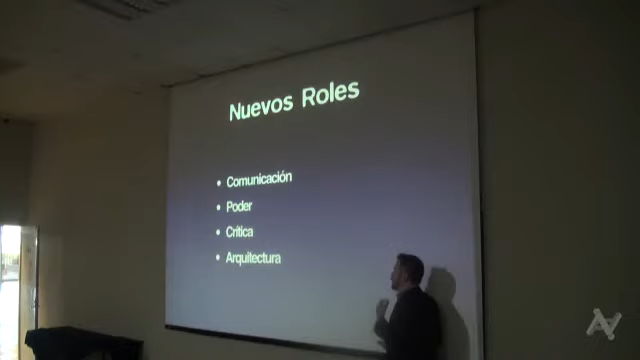 Nuevos Roles
• Comunicación
• Poder
• Crítica
• Arquitectura